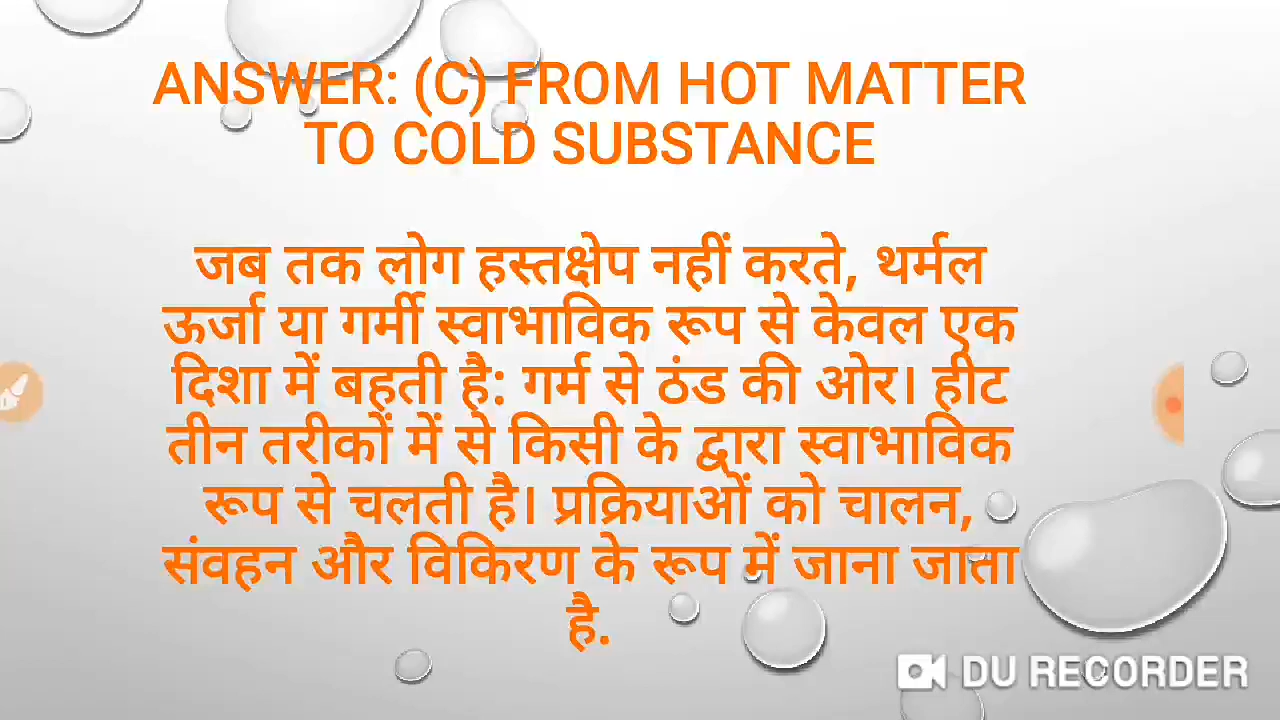 ANSWER: (C) FROM HOT MATTER
TO COLD SUBSTANCE
जब तक लोग हस्तक्षेप नहीं करते, थर्मल
ऊर्जा या गर्मी स्वाभाविक रूप से केवल एक
दिशा में बहती है: गर्म से ठंड की ओर। हीट
तीन तरीकों में से किसी के द्वारा स्वाभाविक
रूप से चलती है। प्रक्रियाओं को चालन,
संवहन और विकिरण के रूप में जाना जाता
है.
DU RECORDER